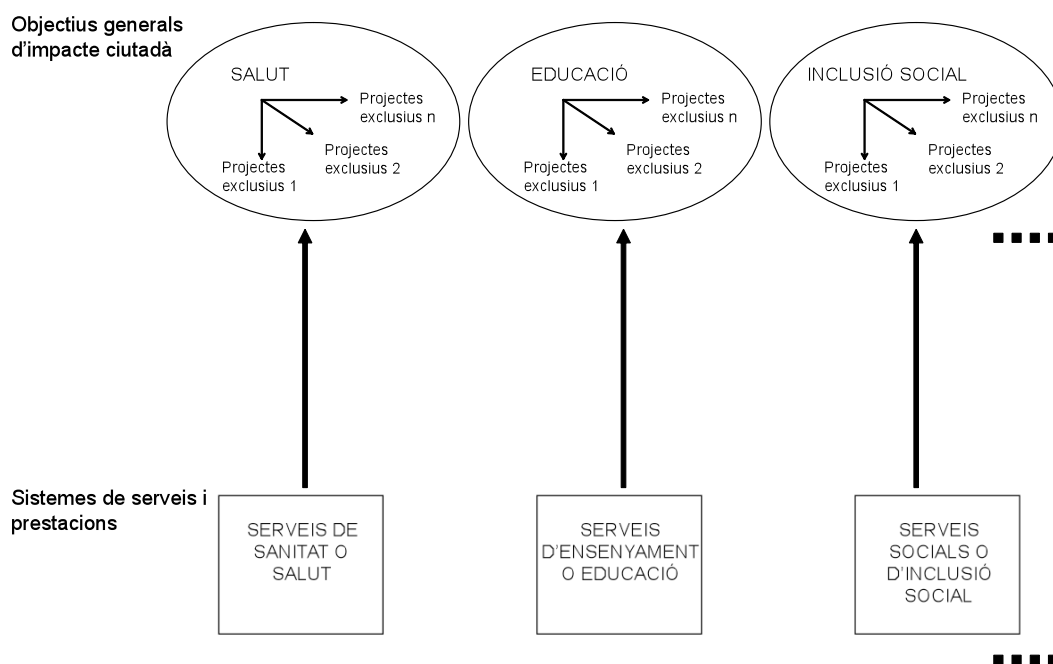 Objectius generals
d'impacte ciutadà
SALUT
Projectes
exclusius n
Projectes
exclusius 2
Projectes
exclusius 1
EDUCACIÓ
Projectes
exclusius n
Projectes
exclusius 2
Projectes
exclusius 1
INCLUSIÓ SOCIAL
Projectes
exclusius n
Projectes
exclusius 2
Projectes
exclusius 1
Sistemes de serveis i
prestacions
SERVEIS DE
SANITAT O
SALUT
SERVEIS
D'ENSENYAMENT
O EDUCACIÓ
SERVEIS
SOCIALS O
D'INCLUSIÓ
SOCIAL